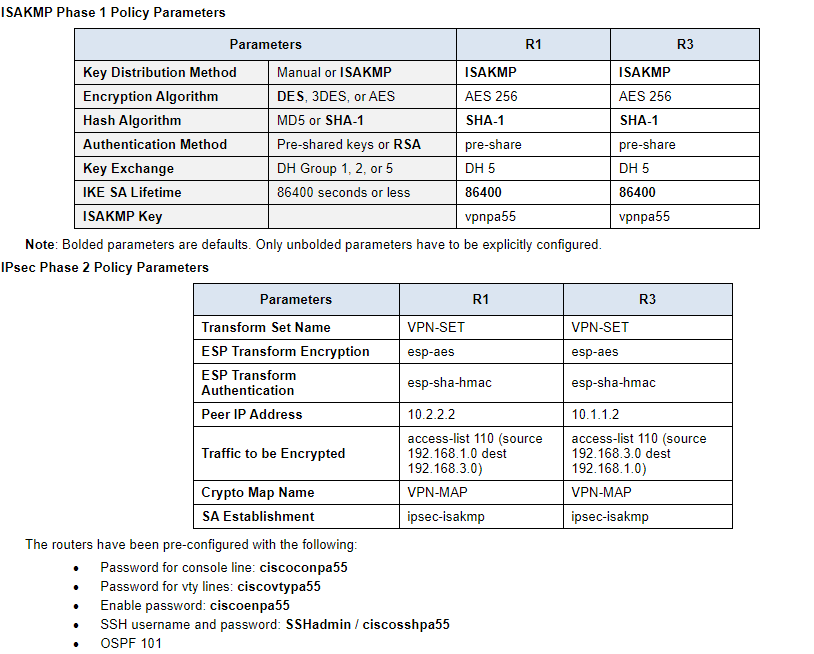 ISAKMP Phase 1 Policy Parameters
Parameters R1 R3
Key Distribution Method Manual or ISAKMP ISAKMP ISAKMP
Encryption Algorithm DES, 3DES, or AES AES 256 AES 256
Hash Algorithm MD5 or SHA-1 SHA-1 SHA-1
Authentication Method Pre-shared keys or RSA pre-share pre-share
Key Exchange DH Group 1, 2, or 5 DH 5 DH 5
IKE SA Lifetime 86400 seconds or less 86400 86400
ISAKMP Key vpnpa55 vpnpa55
Note: Bolded parameters are defaults. Only unbolded parameters have to be explicitly configured.
IPsec Phase 2 Policy Parameters
Parameters R1 R3
Transform Set Name VPN-SET VPN-SET
ESP Transform Encryption esp-aes esp-aes
ESP Transform
Authentication esp-sha-hmac esp-sha-hmac
Peer IP Address 10.2.2.2 10.1.1.2
Traffic to be Encrypted
access-list 110 (source
192.168.1.0 dest
192.168.3.0)
access-list 110 (source
192.168.3.0 dest
192.168.1.0)
Crypto Map Name VPN-MAP VPN-MAP
SA Establishment ipsec-isakmp ipsec-isakmp
The routers have been pre-configured with the following:
• Password for console line: ciscoconpa55
• Password for vty lines: ciscovtypa55
• Enable password: ciscoenpa55
• SSH username and password: SSHadmin / ciscosshpa55
• OSPF 101